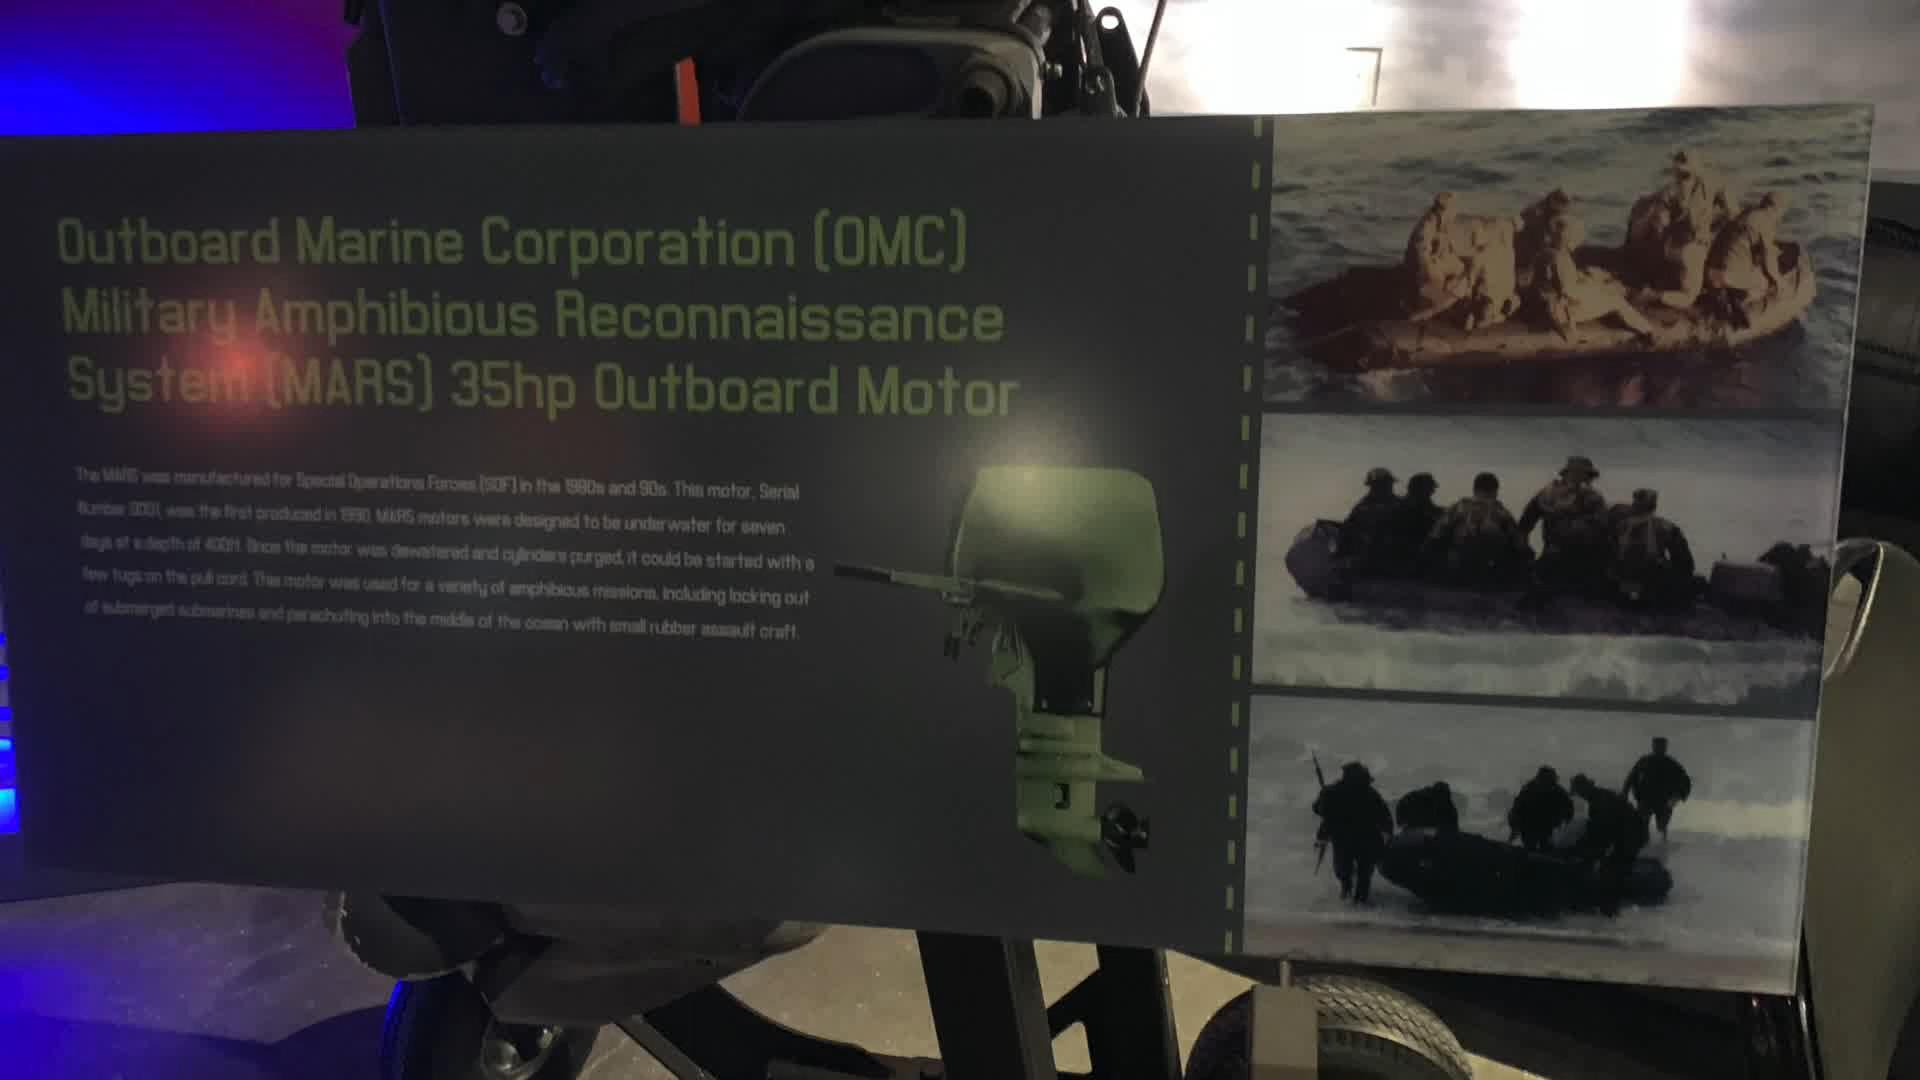 Outboard Marine Corporation (OMC)
Military Amphibious Reconnaissance
System (MARS) 35hp Outboard Motor
The MARS was manufactured for Special Operations Forces (SOF) in the 1980s and 90s. This motor, Serial
Number 0001, was the first produced in 1990. MARS motors were designed to be underwater for seven
days at a depth of 400ft. Once the motor was dewatered and cylinders purged, it could be started with a
few tugs on the pull cord. This motor was used for a variety of amphibious missions, including locking out
of submerged submarines and parachuting into the middle of the ocean with small rubber assault craft.